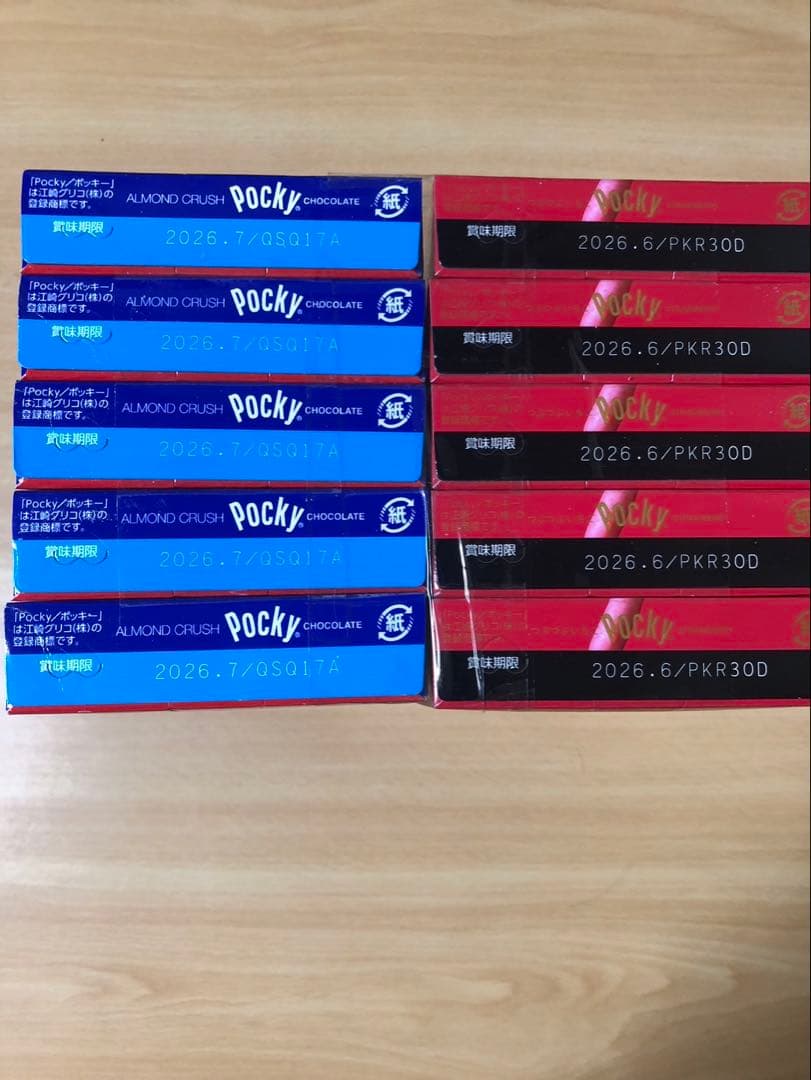 「Pocky/ポッキー」
は江崎グリコ(株)の
登録商標です。
ALMOND CRUSH Pocky® CHOCOLATE
紙
賞味期限
2026.7/QSQ17A
「Pocky/ポッキー」
は江崎グリコ(株)の
登録商標です。
ALMOND CRUSH Pocky® CHOCOLATE
紙
賞味期限
2026.7/QSQ17A
「Pocky/ポッキー」
は江崎グリコ(株)の
登録商標です。
ALMOND CRUSH Pocky® CHOCOLATE
紙
賞味期限
2026.7/QSQ17A
「Pocky/ポッキー」
は江崎グリコ(株)の
登録商標です。
ALMOND CRUSH Pocky® CHOCOLATE
紙
賞味期限
2026.7/QSQ17A
「Pocky/ポッキー」
は江崎グリコ(株)の
登録商標です。
ALMOND CRUSH Pocky® CHOCOLATE
紙
賞味期限
2026.7/QSQ17A
Pocky
紙
賞味期限
2026.6/PKR30D
Pocky
紙
賞味期限
2026.6/PKR30D
Pocky
賞味期限
2026.6/PKR30D
Pocky
賞味期限
2026.6/PKR30D
Pocky
賞味期限
2026.6/PKR30D